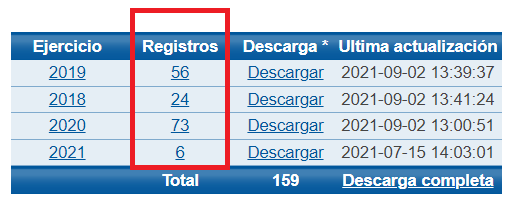 Ejercicio Registros Descarga * Ultima actualización
2019 56 Descargar 2021-09-02 13:39:37
2018 24 Descargar 2021-09-02 13:41:24
2020 73 Descargar 2021-09-02 13:00:51
2021 6 Descargar 2021-07-15 14:03:01
Total 159 Descarga completa